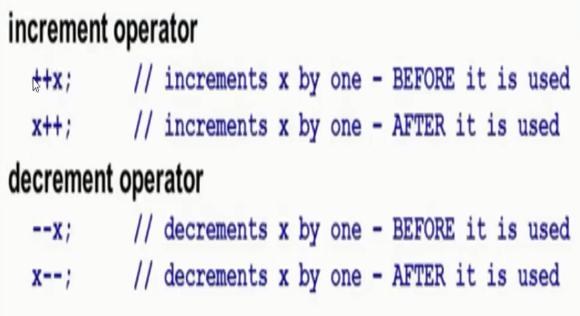 increment operator
++x; // increments x by one - BEFORE it is used
x++; // increments x by one - AFTER it is used
decrement operator
--x; // decrements x by one - BEFORE it is used
x--; // decrements x by one - AFTER it is used